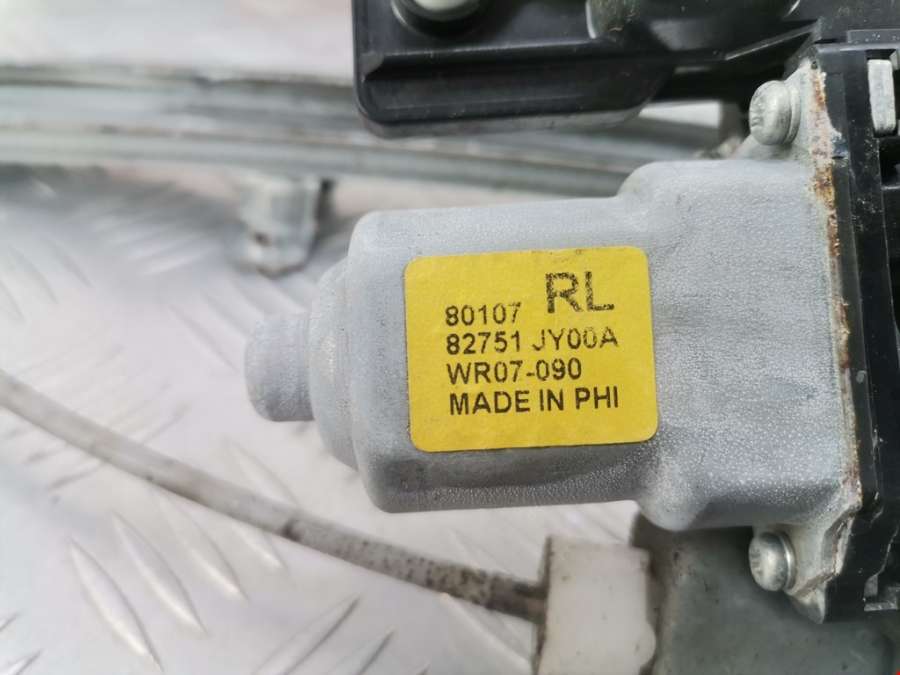 80107 RL
82751 JY00A
WR07-090
MADE IN PHI